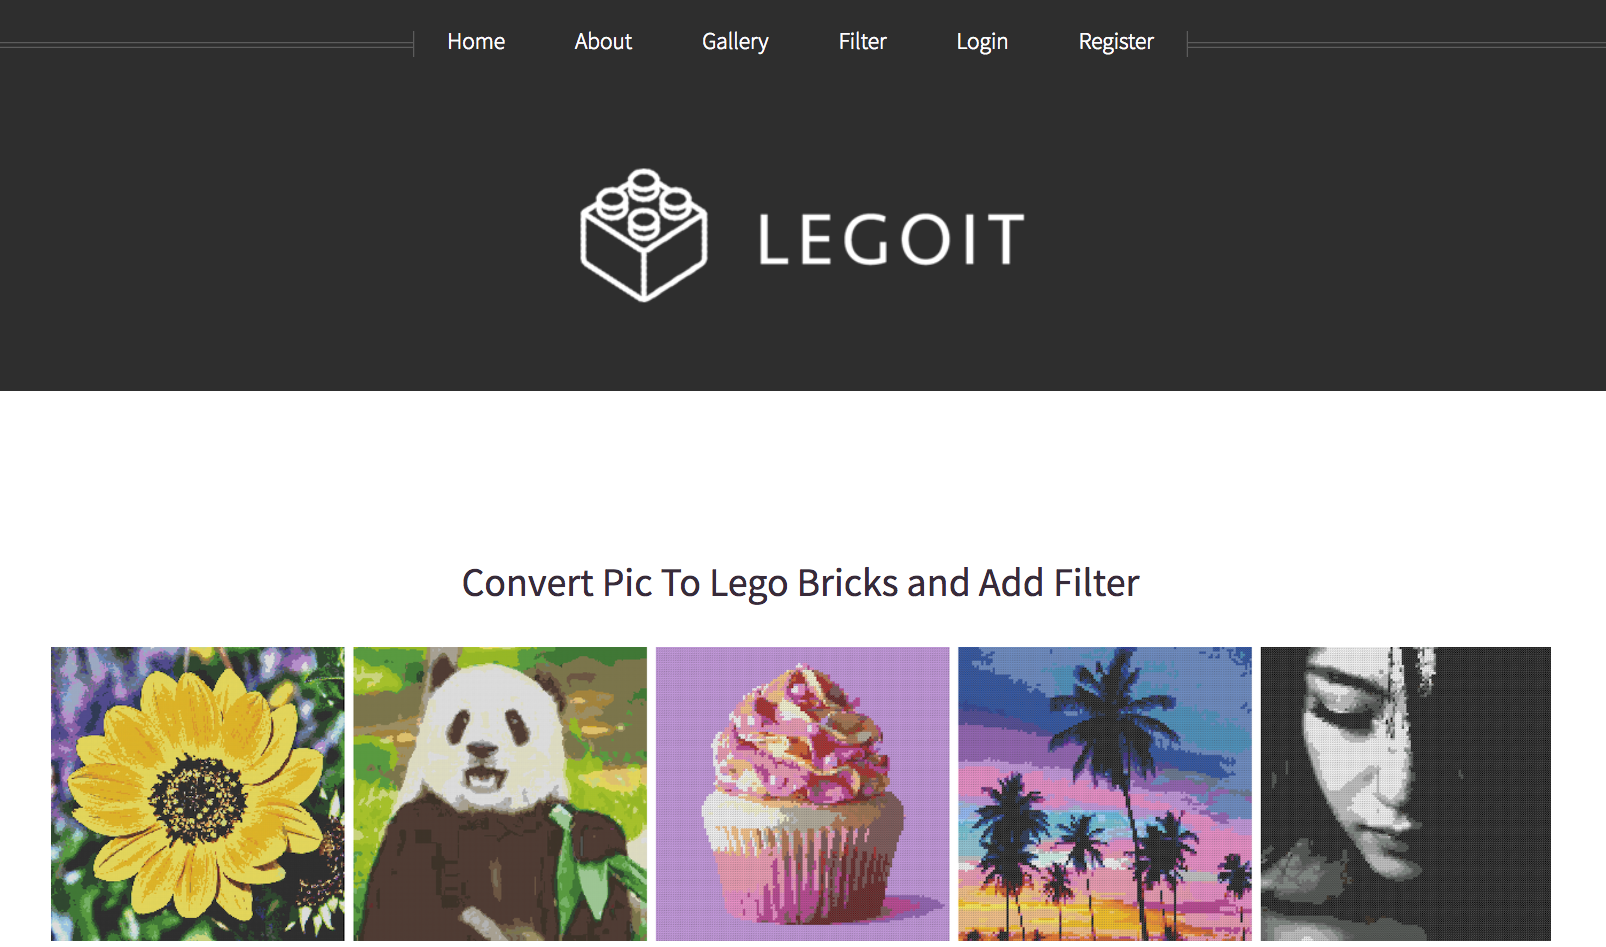 Home About Gallery Filter Login Register
LEGOIT
Convert Pic To Lego Bricks and Add Filter